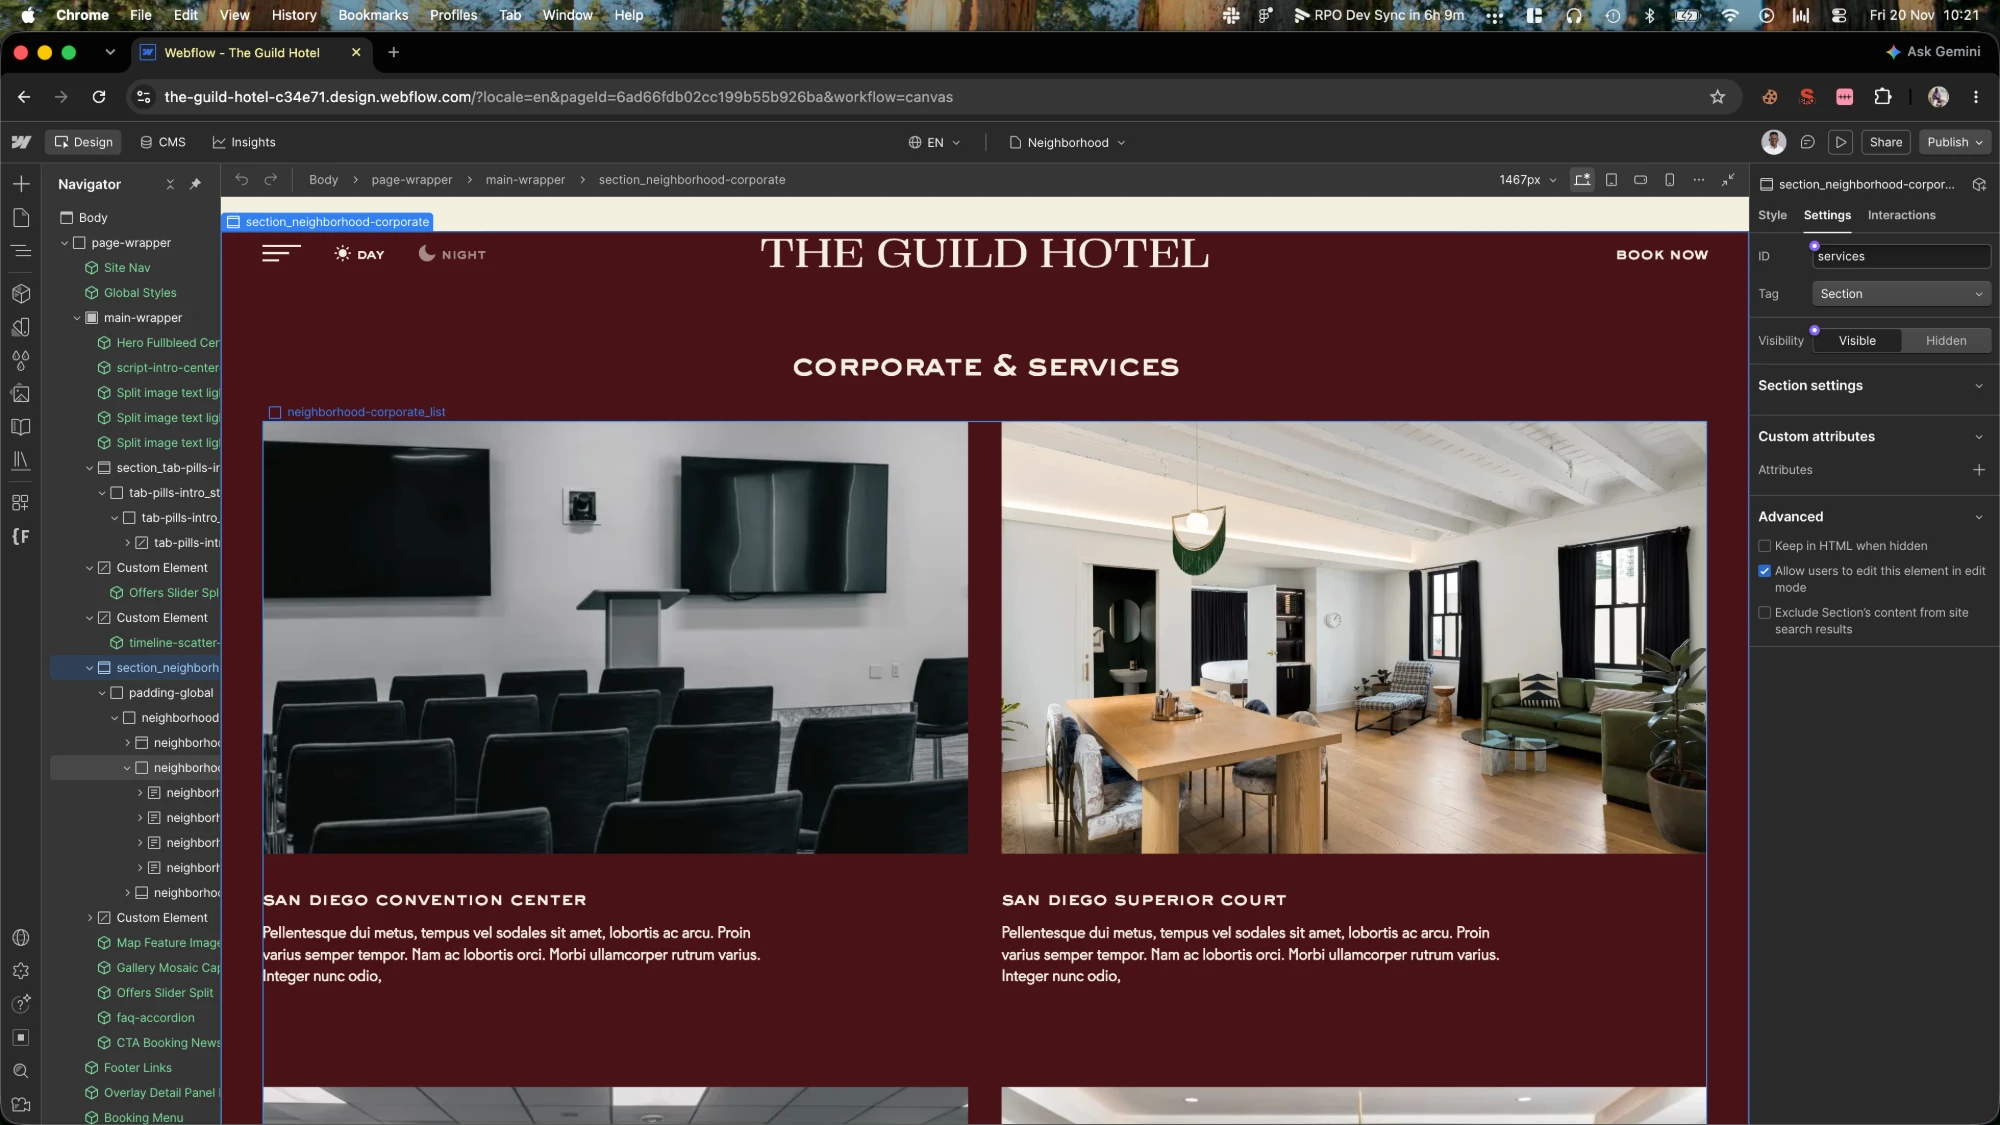 Chrome File Edit View History Bookmarks Profiles Tab Window Help RPO Dev Sync in 6h 9m Fri 20 Nov 10:21
Webflow - The Guild Hotel Ask Gemini
the-guild-hotel-c34e71.design.webflow.com/?locale=en&pageId=6ad66fdb02cc199b55b926ba&workflow=canvas
Design CMS Insights EN Neighborhood Share Publish
Navigator
Body
page-wrapper
Site Nav
Global Styles
main-wrapper
Hero Fullbleed Cer
script-intro-center
Split image text lig
Split image text lig
Split image text lig
section_tab-pills-ir
tab-pills-intro_st
tab-pills-intro_
tab-pills-int
Custom Element
Offers Slider Spl
Custom Element
timeline-scatter-
section_neighborh
padding-global
neighborhood
neighborhoo
neighborhoo
neighborh
neighborh
neighborh
neighborh
neighborhoo
Custom Element
Map Feature Image
Gallery Mosaic Cap
Offers Slider Split
faq-accordion
CTA Booking News
Footer Links
Overlay Detail Panel
Booking Menu
Body page-wrapper main-wrapper section_neighborhood-corporate 1467px
section_neighborhood-corporate
DAY NIGHT THE GUILD HOTEL BOOK NOW
CORPORATE & SERVICES
neighborhood-corporate_list
SAN DIEGO CONVENTION CENTER
Pellentesque dui metus, tempus vel sodales sit amet, lobortis ac arcu. Proin
varius semper tempor. Nam ac lobortis orci. Morbi ullamcorper rutrum varius.
Integer nunc odio,
SAN DIEGO SUPERIOR COURT
Pellentesque dui metus, tempus vel sodales sit amet, lobortis ac arcu. Proin
varius semper tempor. Nam ac lobortis orci. Morbi ullamcorper rutrum varius.
Integer nunc odio,
section_neighborhood-corpor...
Style Settings Interactions
ID services
Tag Section
Visibility Visible Hidden
Section settings
Custom attributes
Attributes
Advanced
Keep in HTML when hidden
Allow users to edit this element in edit
mode
Exclude Section's content from site
search results